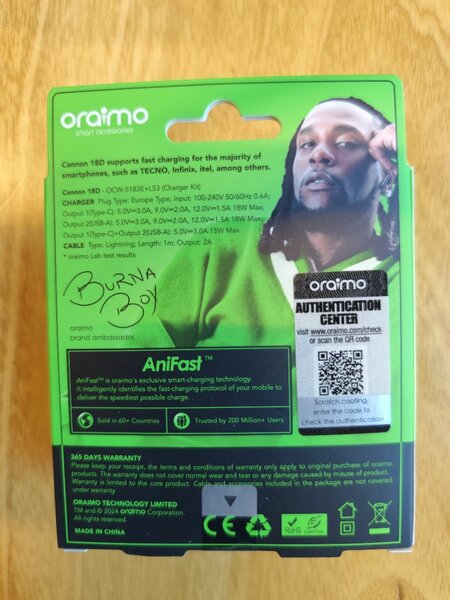 oraimo
smart accessories
Cannon 18D supports fast charging for the majority of
smartphones, such as TECNO, Infinix, itel, among others.
Cannon 18D - OCW-5183E+L53 (Charger Kit)
CHARGER Plug Type: Europe Type; Input: 100-240V 50/60Hz 0.6A;
Output 1(Type-C): 5.0V⎓3.0A, 9.0V⎓2.0A, 12.0V⎓1.5A 18W Max;
Output 2(USB-A): 5.0V⎓3.0A, 9.0V⎓2.0A, 12.0V⎓1.5A 18W Max;
Output 1(Type-C)+Output 2(USB-A): 5.0V⎓3.0A 15W Max
CABLE Type: Lightning; Length: 1m; Output: 2A
* oraimo Lab test results
BURNA
BOY
oraimo
brand ambassador
oraimo
AUTHENTICATION
CENTER
visit www.oraimo.com/check
or scan the QR code
Scratch coating,
enter the code to
check the authentication
AniFast™
AniFast™ is oraimo's exclusive smart-charging technology.
It intelligently identifies the fast-charging protocol of your mobile to
deliver the speediest possible charge.
Sold in 60+ Countries
Trusted by 200 Million+ Users
365 DAYS WARRANTY
Please keep your receipt, the terms and conditions of warranty only apply to original purchase of oraimo
products. The warranty does not cover normal wear and tear or any damage caused by misuse of product.
Warranty is limited to the core product. Cable and accessories included in the package are not covered
under warranty.
ORAIMO TECHNOLOGY LIMITED
TM and © 2024 oraimo Corporation.
All rights reserved.
MADE IN CHINA
CE
RoHS